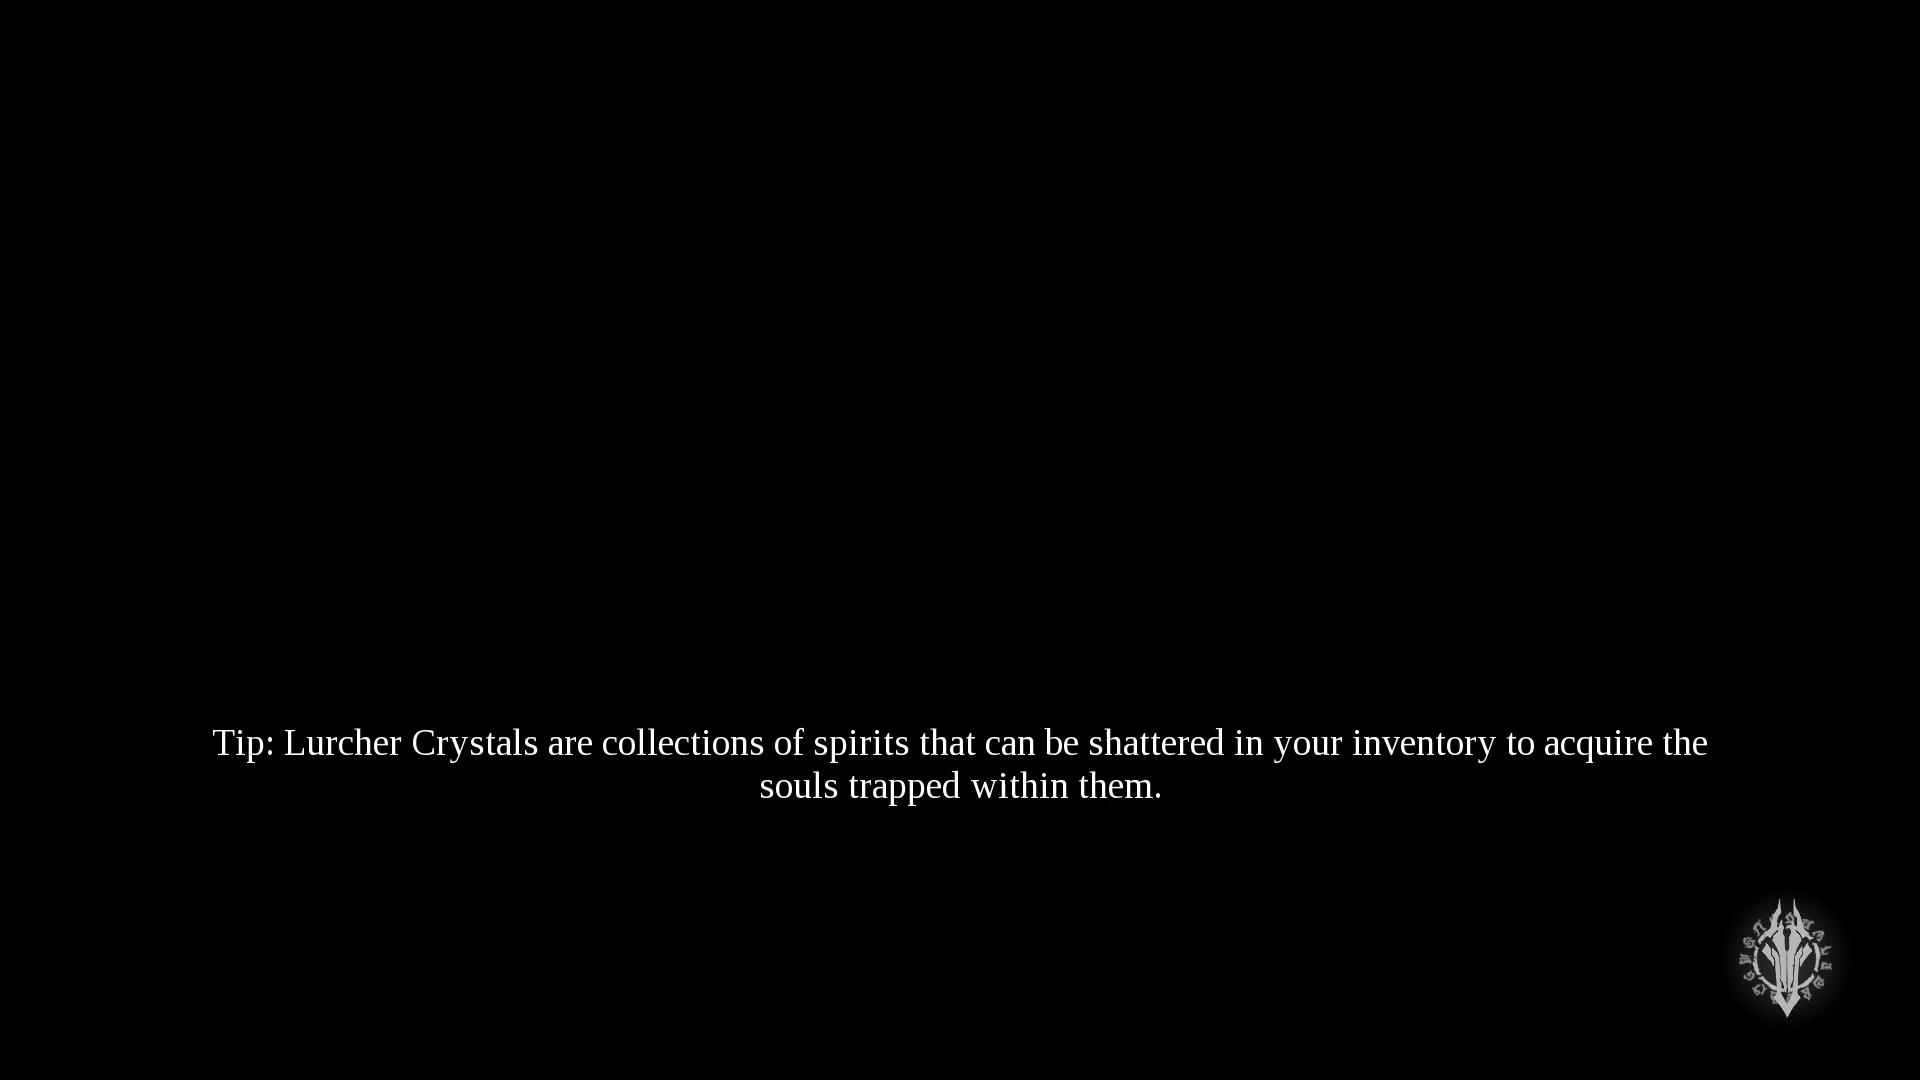 Tip: Lurcher Crystals are collections of spirits that can be shattered in your inventory to acquire the
souls trapped within them.